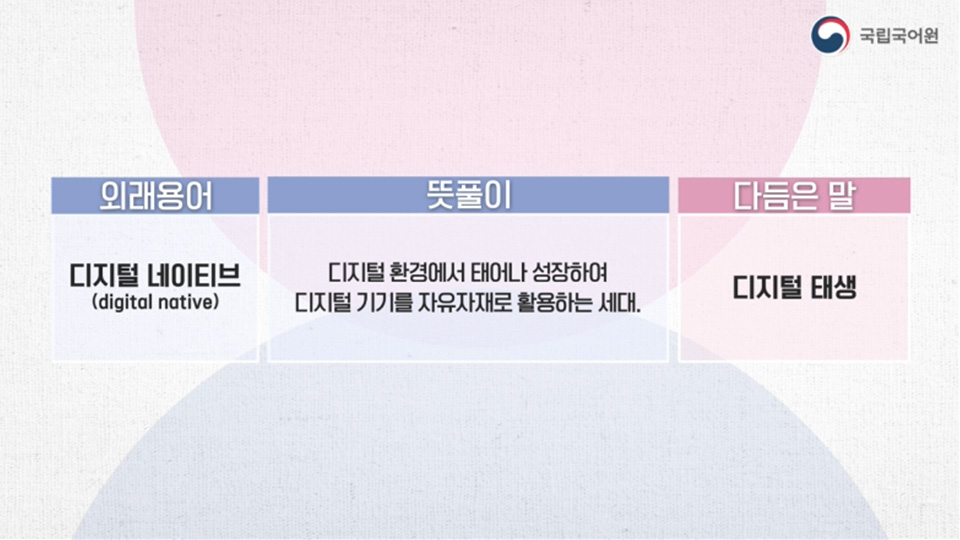 국립국어원
외래용어
뜻풀이
다듬은 말
디지털 네이티브
(digital native)
디지털 환경에서 태어나 성장하여
디지털 기기를 자유자재로 활용하는 세대.
디지털 태생